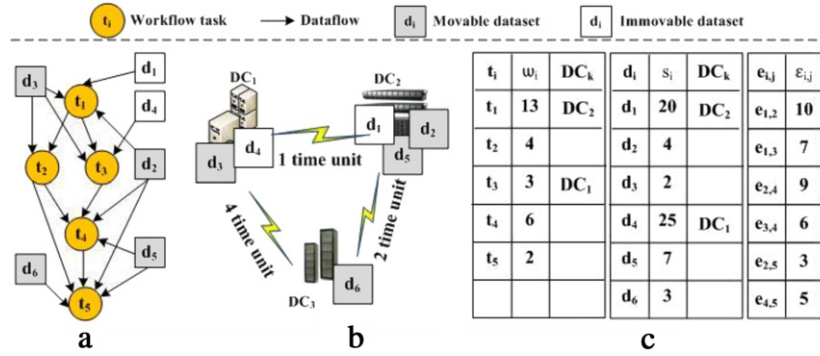 tᵢ Workflow task → Dataflow dᵢ Movable dataset dᵢ Immovable dataset
d₃
d₁
t₁
d₄
t₂
t₃
d₂
t₄
d₅
d₆
t₅
a
DC₁
DC₂
d₁
d₂
d₄
d₃
d₅
1 time unit
4 time unit
2 time unit
DC₃
d₆
b
tᵢ ωᵢ DCₖ
t₁ 13 DC₂
t₂ 4
t₃ 3 DC₁
t₄ 6
t₅ 2
dᵢ sᵢ DCₖ
d₁ 20 DC₂
d₂ 4
d₃ 2
d₄ 25 DC₁
d₅ 7
d₆ 3
eᵢ,ⱼ εᵢ,ⱼ
e₁,₂ 10
e₁,₃ 7
e₂,₄ 9
e₃,₄ 6
e₂,₅ 3
e₄,₅ 5
c